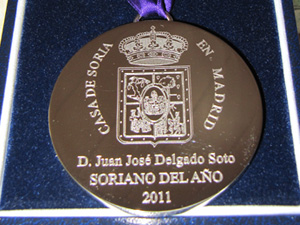 CASA DE SORIA EN MADRID
D. Juan José Delgado Soto
SORIANO DEL AÑO
2011